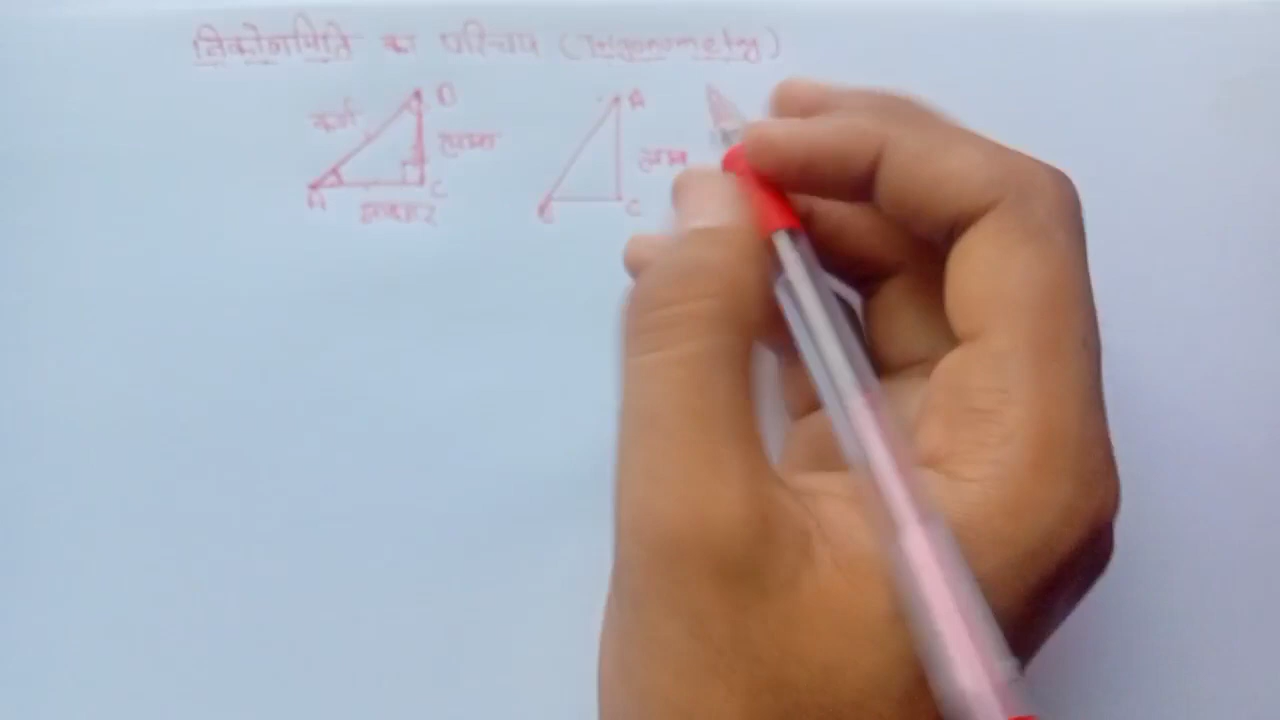 त्रिकोणमिति का परिचय (Trigonometry)
कर्ण B A
लम्ब लम्ब
A C B C
आधार